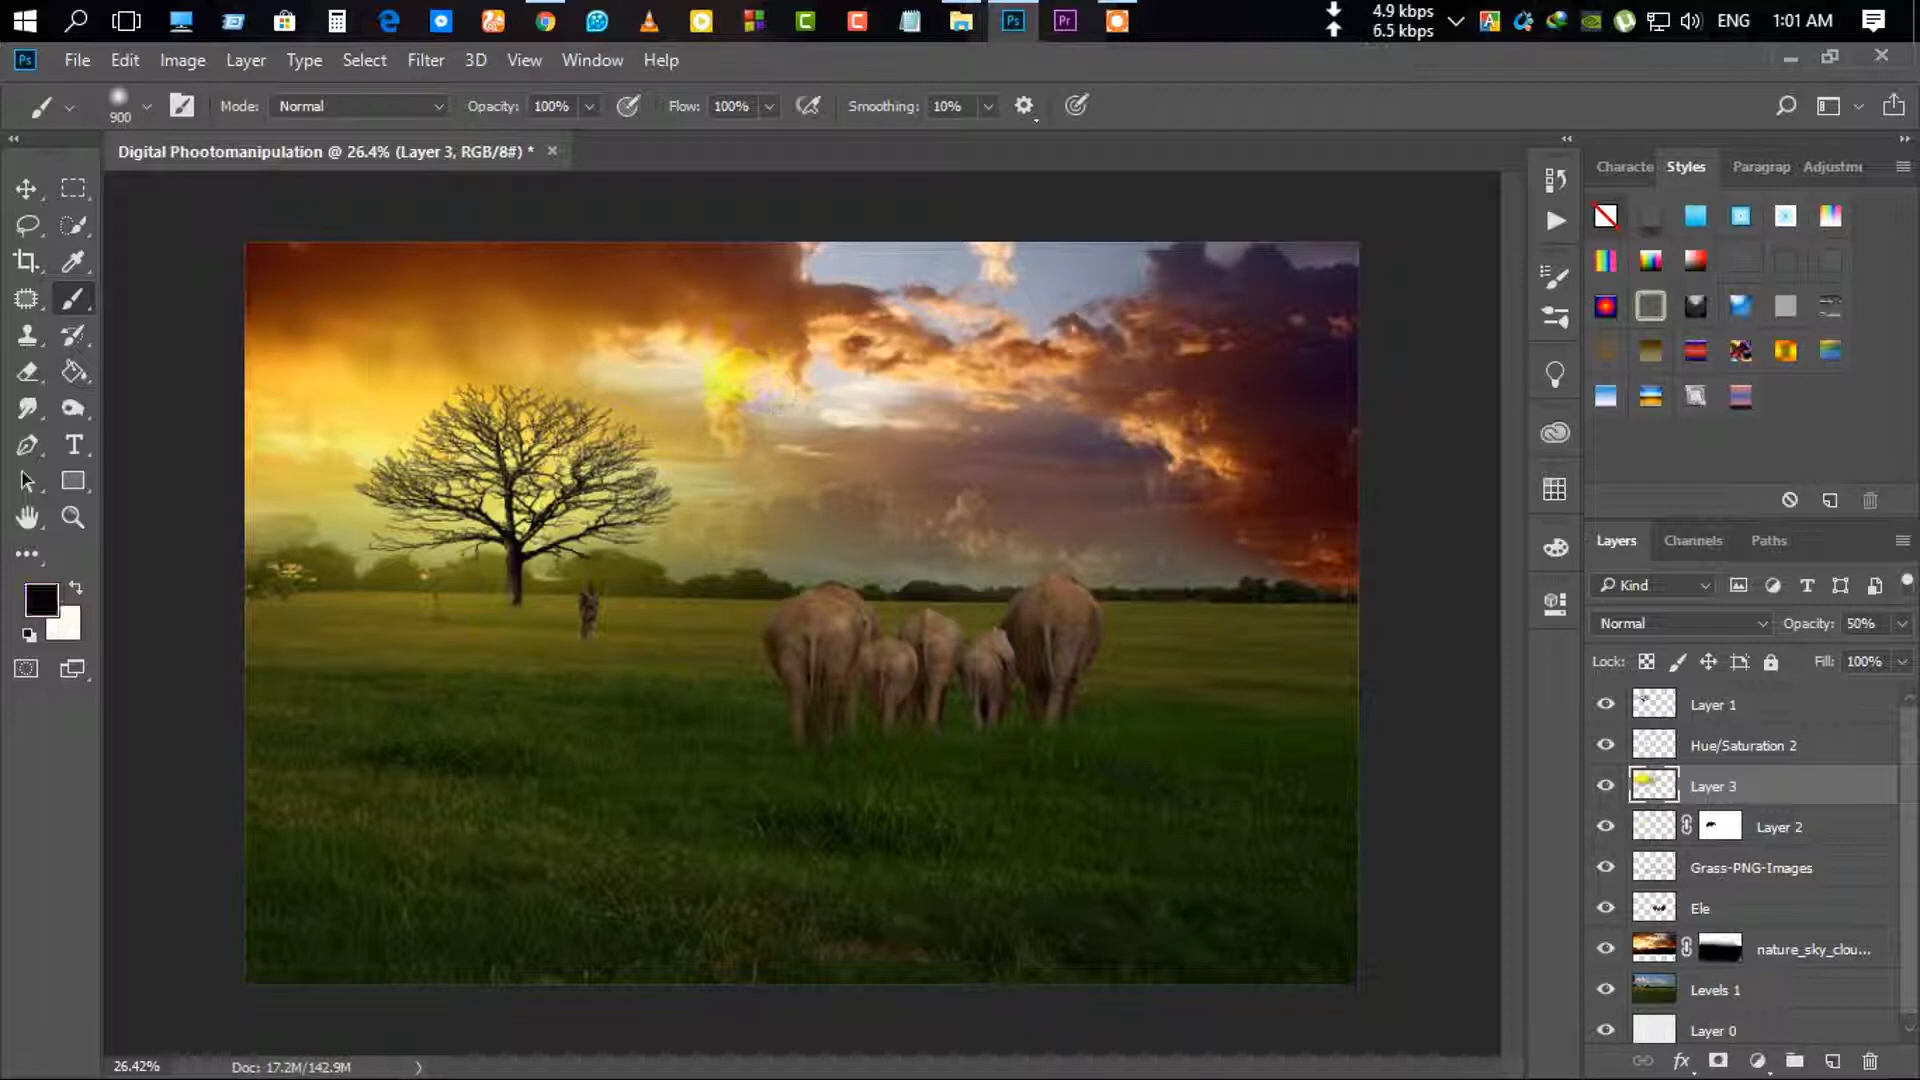 4.9 kbps
6.5 kbps
ENG
1:01 AM
Ps
Pr
Ps
File
Edit
Image
Layer
Type
Select
Filter
3D
View
Window
Help
900
Mode:
Normal
Opacity:
100%
Flow:
100%
Smoothing:
10%
Digital Phootomanipulation @ 26.4% (Layer 3, RGB/8#) *
Characte
Styles
Paragrap
Adjustme
Layers
Channels
Paths
Kind
Normal
Opacity:
50%
Lock:
Fill:
100%
Layer 1
Hue/Saturation 2
Layer 3
Layer 2
Grass-PNG-Images
Ele
nature_sky_clou...
Levels 1
Layer 0
fx
26.42%
Doc: 17.2M/142.9M